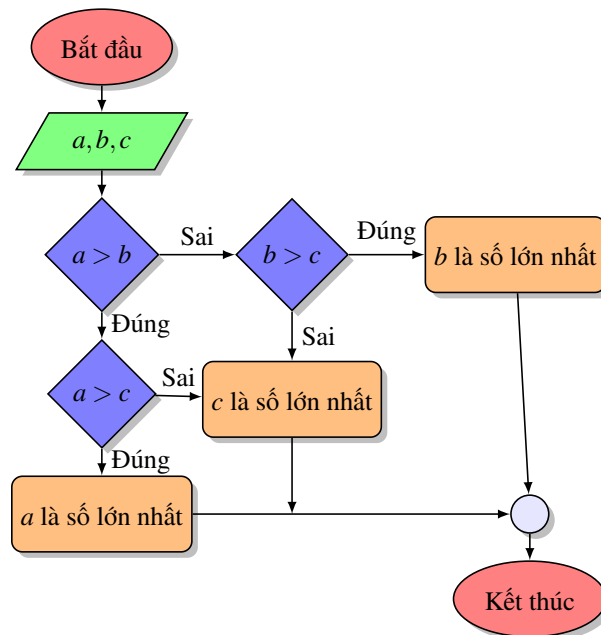 Bắt đầu
a, b, c
a > b
Sai
b > c
Đúng
b là số lớn nhất
Đúng
Sai
a > c
Sai
c là số lớn nhất
Đúng
a là số lớn nhất
Kết thúc